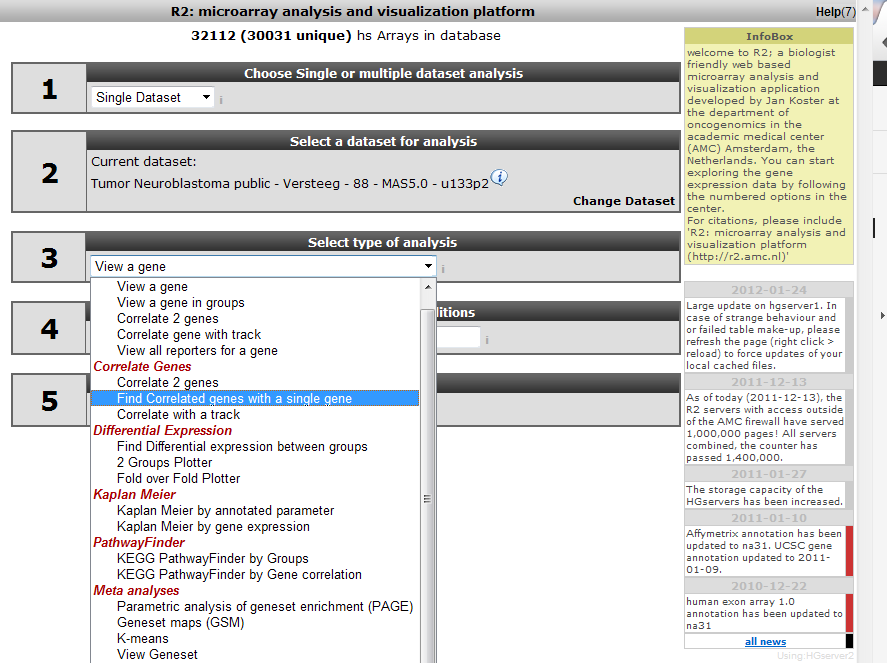 R2: microarray analysis and visualization platform
Help(7)
32112 (30031 unique) hs Arrays in database
1
Choose Single or multiple dataset analysis
Single Dataset
i
2
Select a dataset for analysis
Current dataset:
Tumor Neuroblastoma public - Versteeg - 88 - MAS5.0 - u133p2
i
Change Dataset
3
Select type of analysis
View a gene
i
View a gene
View a gene in groups
Correlate 2 genes
Correlate gene with track
View all reporters for a gene
Correlate Genes
Correlate 2 genes
Find Correlated genes with a single gene
Correlate with a track
Differential Expression
Find Differential expression between groups
2 Groups Plotter
Fold over Fold Plotter
Kaplan Meier
Kaplan Meier by annotated parameter
Kaplan Meier by gene expression
PathwayFinder
KEGG PathwayFinder by Groups
KEGG PathwayFinder by Gene correlation
Meta analyses
Parametric analysis of geneset enrichment (PAGE)
Geneset maps (GSM)
K-means
View Geneset
4
itions
i
5
InfoBox
welcome to R2; a biologist
friendly web based
microarray analysis and
visualization application
developed by Jan Koster at
the department of
oncogenomics in the
academic medical center
(AMC) Amsterdam, the
Netherlands. You can start
exploring the gene
expression data by following
the numbered options in the
center.
For citations, please include
'R2: microarray analysis and
visualization platform
(http://r2.amc.nl)'
2012-01-24
Large update on hgserver1. In
case of strange behaviour and
or failed table make-up, please
refresh the page (right click >
reload) to force updates of your
local cached files.
2011-12-13
As of today (2011-12-13), the
R2 servers with access outside
of the AMC firewall have served
1,000,000 pages! All servers
combined, the counter has
passed 1,400,000.
2011-01-27
The storage capacity of the
HGservers has been increased.
2011-01-10
Affymetrix annotation has been
updated to na31. UCSC gene
annotation updated to 2011-
01-09.
2010-12-22
human exon array 1.0
annotation has been updated to
na31
all news
Using:HGserver2